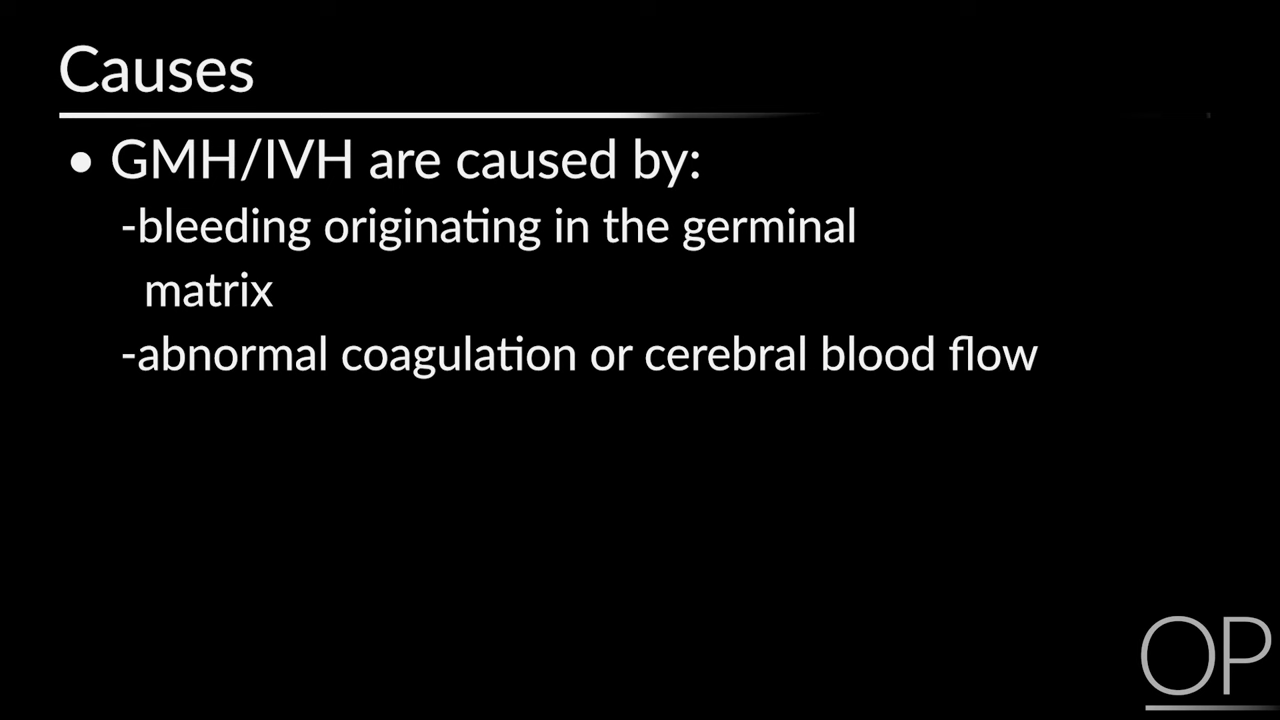 Causes
• GMH/IVH are caused by:
-bleeding originating in the germinal
matrix
-abnormal coagulation or cerebral blood flow
OP